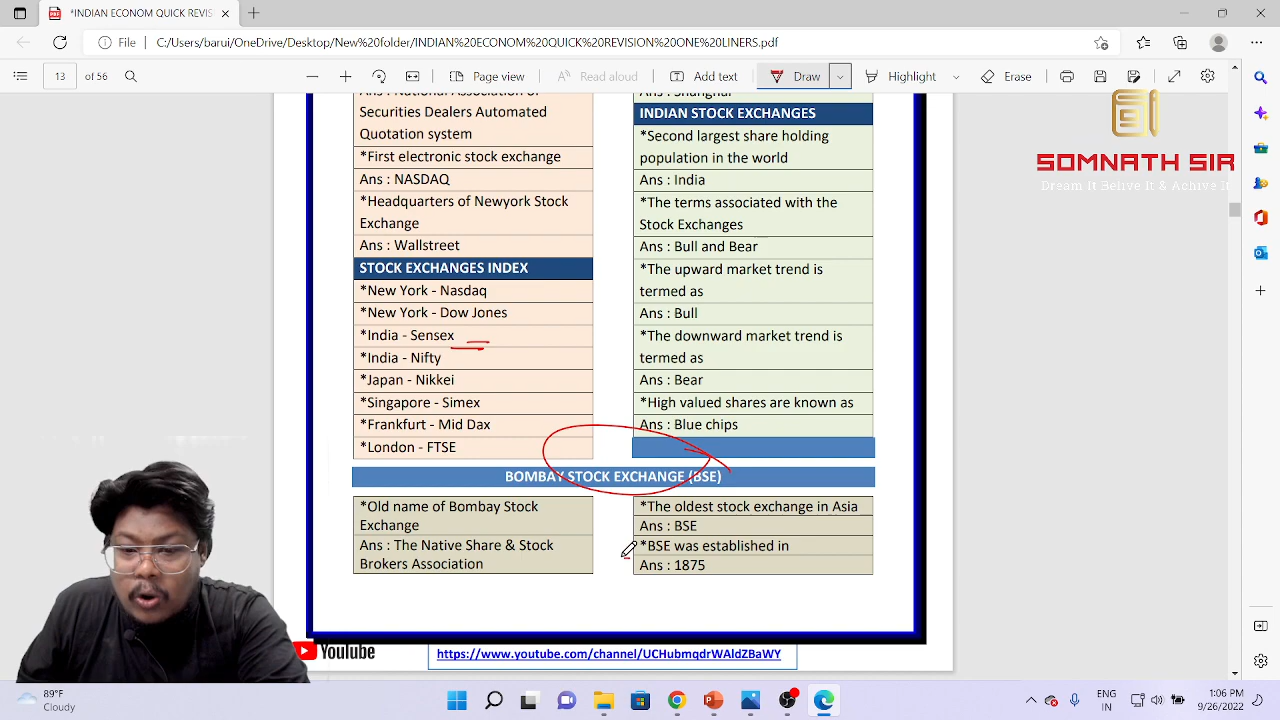 *INDIAN ECONOM QUICK REVIS
File
C:/Users/barui/OneDrive/Desktop/New%20folder/INDIAN%20ECONOM%20QUICK%20REVISION%20ONE%20LINERS.pdf
13 of 56
Page view
Read aloud
Add text
Draw
Highlight
Erase
Securities Dealers Automated
Quotation system
*First electronic stock exchange
Ans : NASDAQ
*Headquarters of Newyork Stock
Exchange
Ans : Wallstreet
STOCK EXCHANGES INDEX
*New York - Nasdaq
*New York - Dow Jones
*India - Sensex
*India - Nifty
*Japan - Nikkei
*Singapore - Simex
*Frankfurt - Mid Dax
*London - FTSE
INDIAN STOCK EXCHANGES
*Second largest share holding
population in the world
Ans : India
*The terms associated with the
Stock Exchanges
Ans : Bull and Bear
*The upward market trend is
termed as
Ans : Bull
*The downward market trend is
termed as
Ans : Bear
*High valued shares are known as
Ans : Blue chips
BOMBAY STOCK EXCHANGE (BSE)
*Old name of Bombay Stock
Exchange
Ans : The Native Share & Stock
Brokers Association
*The oldest stock exchange in Asia
Ans : BSE
*BSE was established in
Ans : 1875
Youtube
https://www.youtube.com/channel/UCHubmqdrWAldZBaWY
SOMNATH SIR
Dream It Belive It & Achive It
89°F
Cloudy
ENG
IN
1:06 PM
9/26/2022